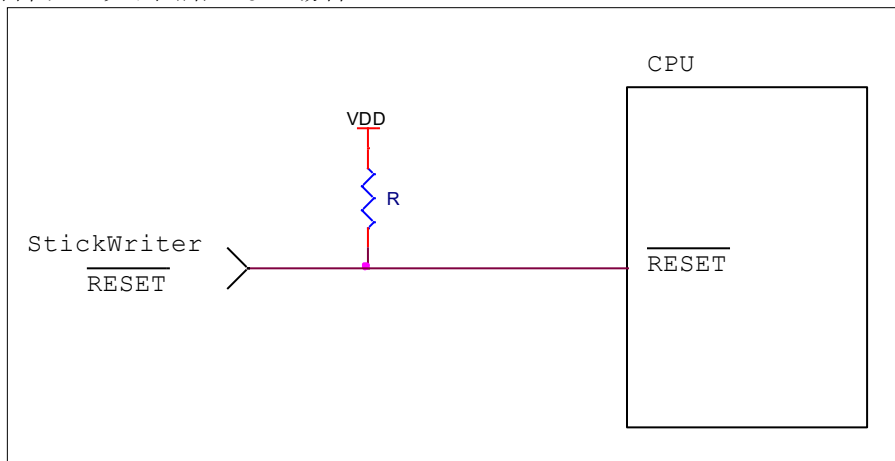 CPU
VDD
R
StickWriter
RESET
RESET